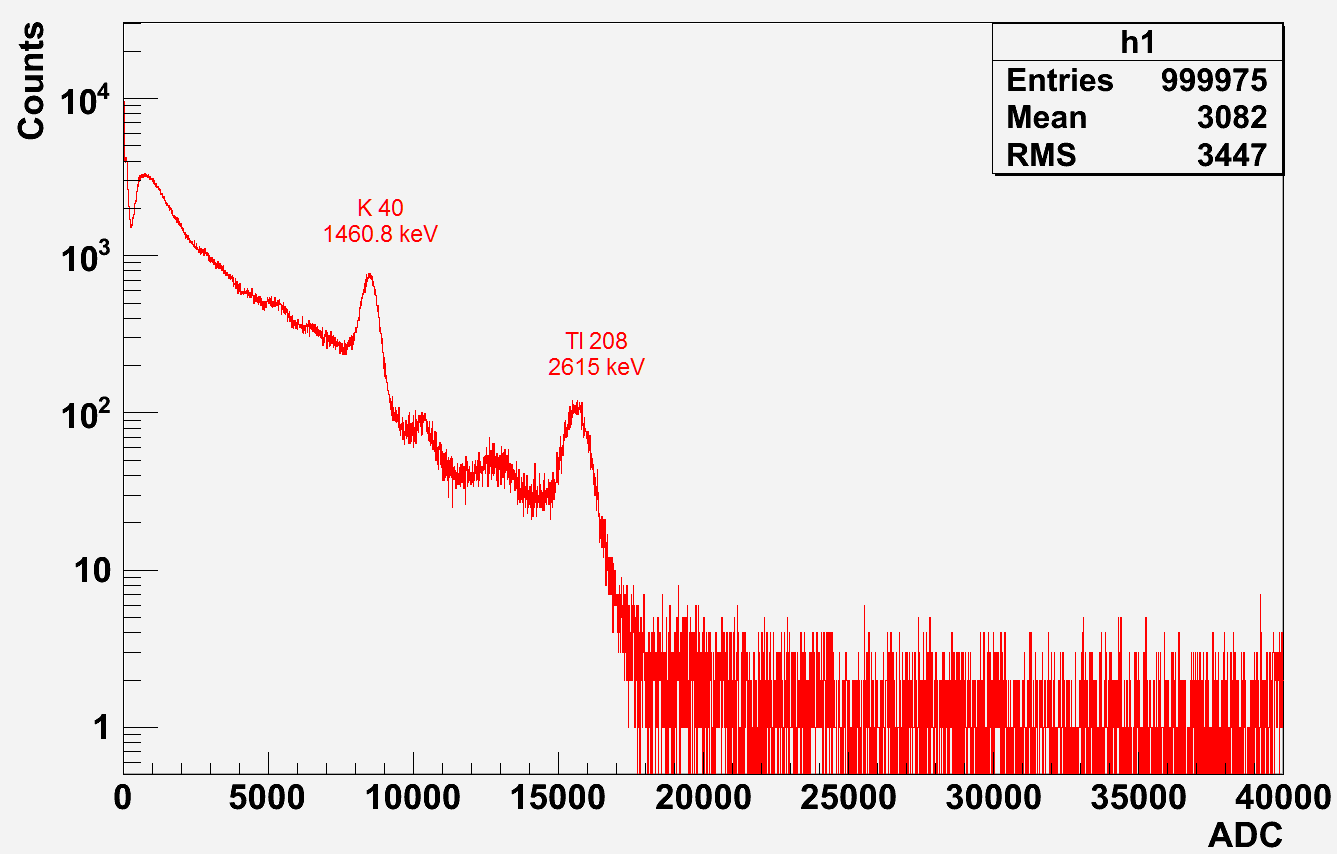 Counts
h1
Entries 999975
Mean 3082
RMS 3447
10⁴
10³
10²
10
1
K 40
1460.8 keV
Tl 208
2615 keV
0 5000 10000 15000 20000 25000 30000 35000 40000
ADC